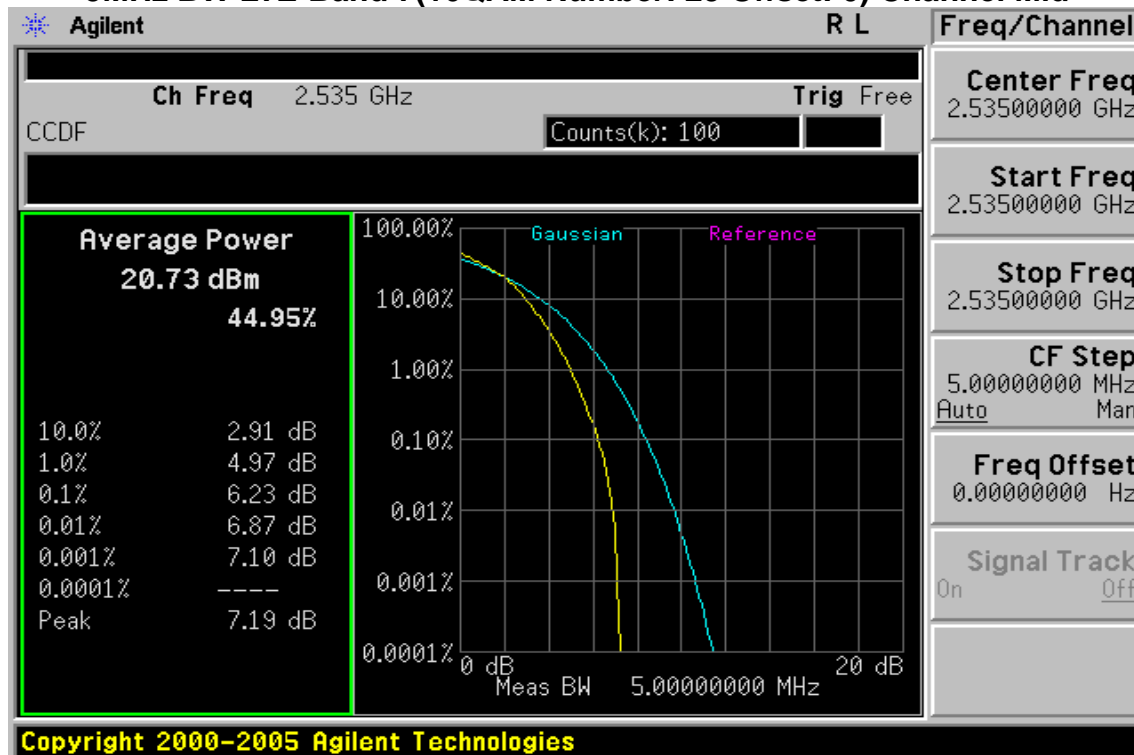 Agilent R L
Ch Freq 2.535 GHz Trig Free
CCDF Counts(k): 100
Average Power
20.73 dBm
44.95%
10.0% 2.91 dB
1.0% 4.97 dB
0.1% 6.23 dB
0.01% 6.87 dB
0.001% 7.10 dB
0.0001% ----
Peak 7.19 dB
Gaussian Reference
100.00%
10.00%
1.00%
0.10%
0.01%
0.001%
0.0001%
0 dB 20 dB
Meas BW 5.00000000 MHz
Freq/Channel
Center Freq
2.53500000 GHz
Start Freq
2.53500000 GHz
Stop Freq
2.53500000 GHz
CF Step
5.00000000 MHz
Auto Man
Freq Offset
0.00000000 Hz
Signal Track
On Off
Copyright 2000-2005 Agilent Technologies